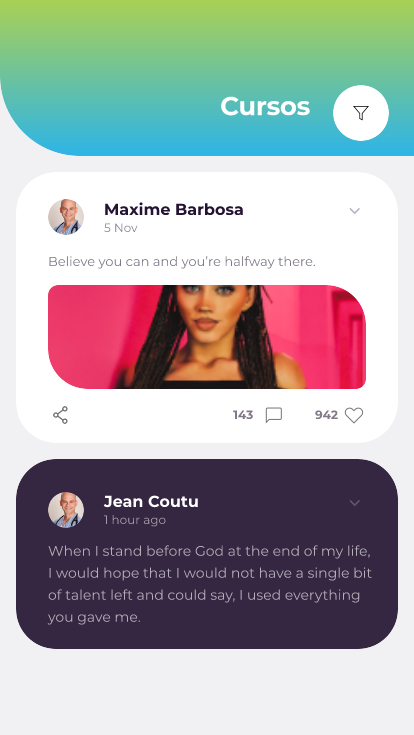 Cursos
Maxime Barbosa
5 Nov
Believe you can and you're halfway there.
143
942
Jean Coutu
1 hour ago
When I stand before God at the end of my life,
I would hope that I would not have a single bit
of talent left and could say, I used everything
you gave me.